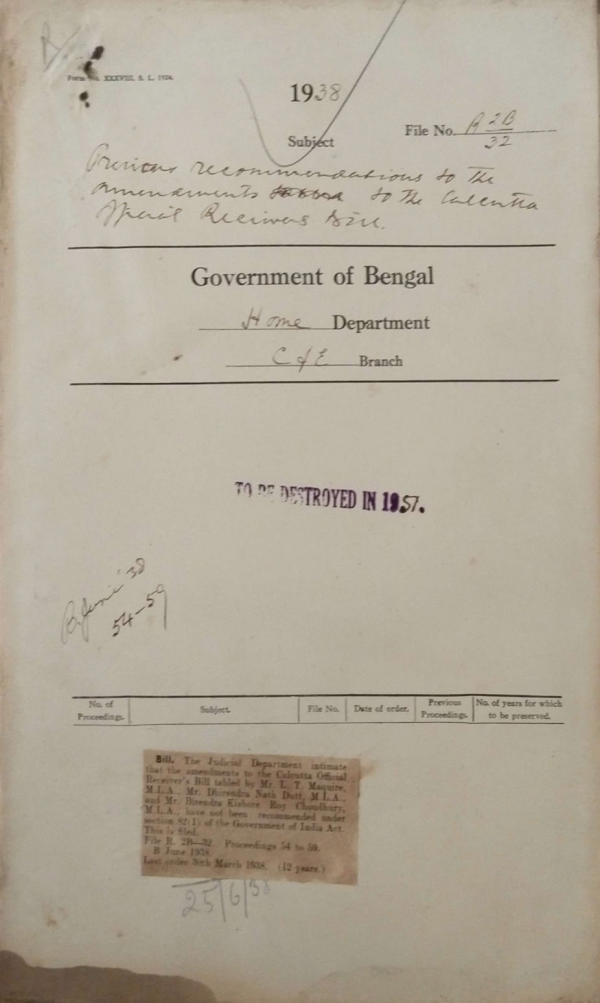 Form No. XXXVIII, S. L. 1924.
1938
Subject
File No. R 2B/32
Previous recommendations to the
amendments to the Calcutta
Official Receivers Bill.
Government of Bengal
Home Department
C & E Branch
TO BE DESTROYED IN 1957.
B. June '38
54-59
No. of Proceedings.
Subject.
File No.
Date of order.
Previous Proceedings.
No. of years for which to be preserved.
Bill. The Judicial Department intimate
that the amendments to the Calcutta Official
Receiver's Bill tabled by Mr. L. T. Maguire,
M.L.A., Mr. Dhirendra Nath Dutt, M.L.A.,
and Mr. Birendra Kishore Roy Choudhury,
M.L.A., have not been recommended under
section 82(1) of the Government of India Act.
This is filed.
File R. 2B—32. Proceedings 54 to 59.
B June 1938.
Last order 30th March 1938. (12 years.)
25/6/38